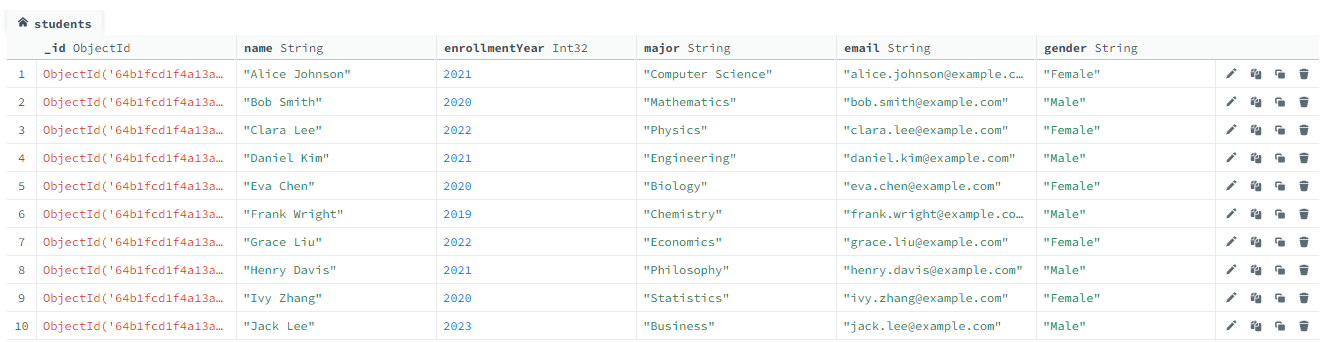 students
_id ObjectId name String enrollmentYear Int32 major String email String gender String
1 ObjectId('64b1fcd1f4a13a… "Alice Johnson" 2021 "Computer Science" "alice.johnson@example.c… "Female"
2 ObjectId('64b1fcd1f4a13a… "Bob Smith" 2020 "Mathematics" "bob.smith@example.com" "Male"
3 ObjectId('64b1fcd1f4a13a… "Clara Lee" 2022 "Physics" "clara.lee@example.com" "Female"
4 ObjectId('64b1fcd1f4a13a… "Daniel Kim" 2021 "Engineering" "daniel.kim@example.com" "Male"
5 ObjectId('64b1fcd1f4a13a… "Eva Chen" 2020 "Biology" "eva.chen@example.com" "Female"
6 ObjectId('64b1fcd1f4a13a… "Frank Wright" 2019 "Chemistry" "frank.wright@example.co… "Male"
7 ObjectId('64b1fcd1f4a13a… "Grace Liu" 2022 "Economics" "grace.liu@example.com" "Female"
8 ObjectId('64b1fcd1f4a13a… "Henry Davis" 2021 "Philosophy" "henry.davis@example.com" "Male"
9 ObjectId('64b1fcd1f4a13a… "Ivy Zhang" 2020 "Statistics" "ivy.zhang@example.com" "Female"
10 ObjectId('64b1fcd1f4a13a… "Jack Lee" 2023 "Business" "jack.lee@example.com" "Male"